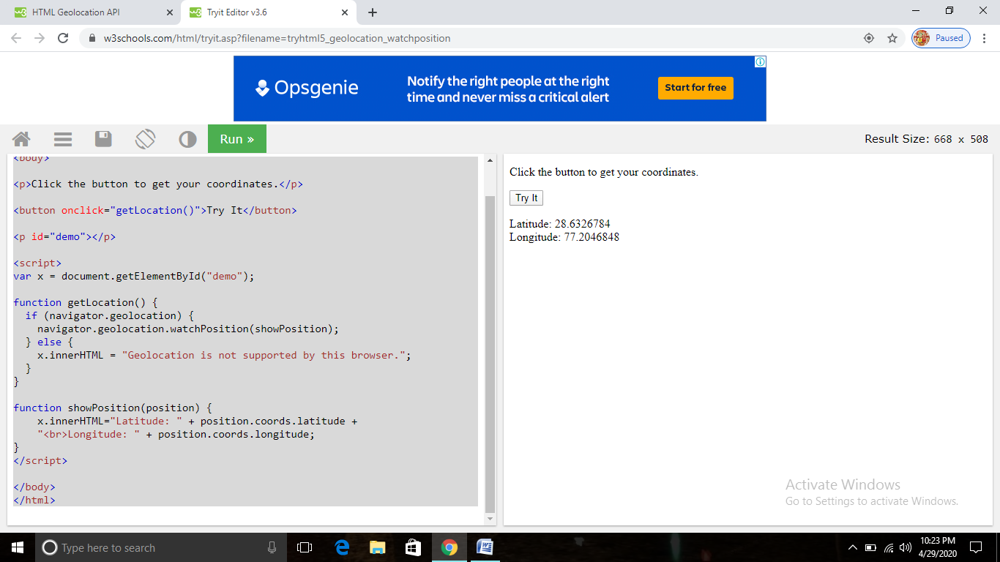 HTML Geolocation API
Tryit Editor v3.6
w3schools.com/html/tryit.asp?filename=tryhtml5_geolocation_watchposition
Paused
Opsgenie
Notify the right people at the right
time and never miss a critical alert
Start for free
Run »
Result Size: 668 x 508
<body>
<p>Click the button to get your coordinates.</p>
<button onclick="getLocation()">Try It</button>
<p id="demo"></p>
<script>
var x = document.getElementById("demo");
function getLocation() {
  if (navigator.geolocation) {
    navigator.geolocation.watchPosition(showPosition);
  } else {
    x.innerHTML = "Geolocation is not supported by this browser.";
  }
}
function showPosition(position) {
    x.innerHTML="Latitude: " + position.coords.latitude +
    "<br>Longitude: " + position.coords.longitude;
}
</script>
</body>
</html>
Click the button to get your coordinates.
Try It
Latitude: 28.6326784
Longitude: 77.2046848
Activate Windows
Go to Settings to activate Windows.
Type here to search
10:23 PM
4/29/2020